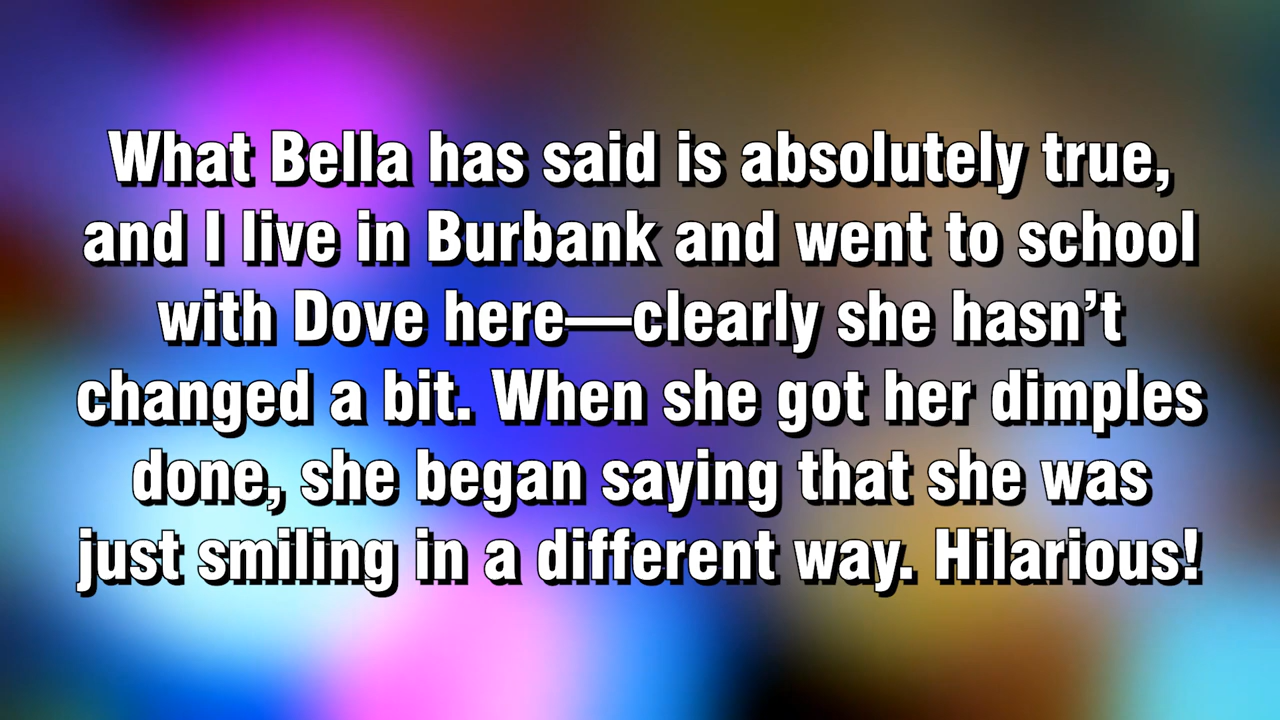 What Bella has said is absolutely true,
and I live in Burbank and went to school
with Dove here—clearly she hasn’t
changed a bit. When she got her dimples
done, she began saying that she was
just smiling in a different way. Hilarious!